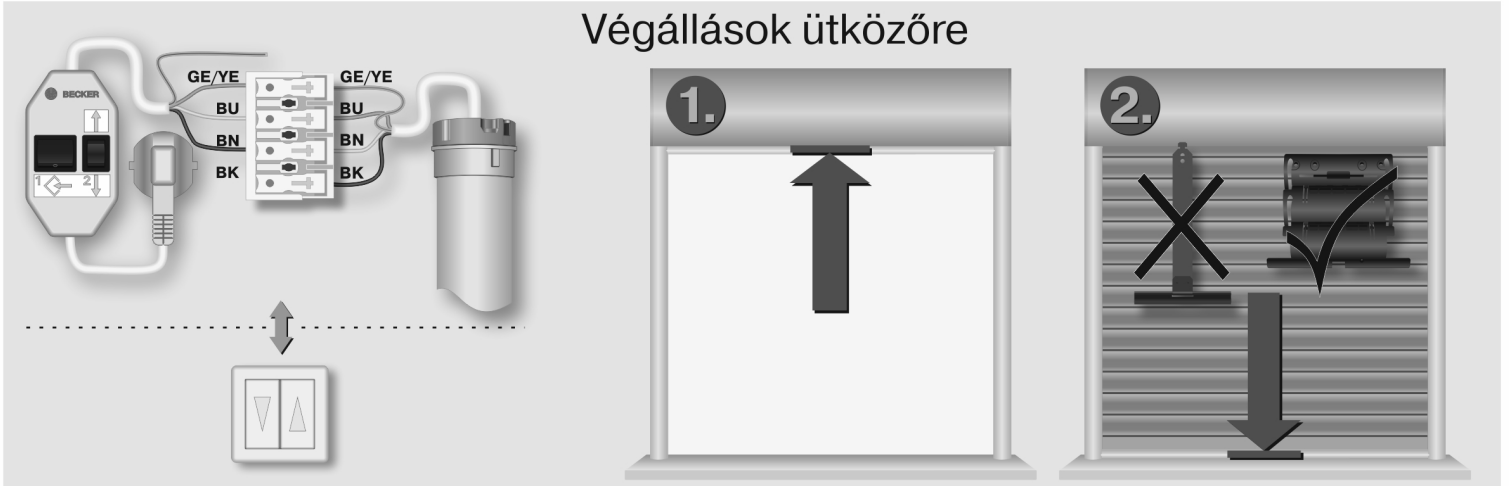 Végállások ütközőre
BECKER
1 2
GE/YE GE/YE
BU BU
BN BN
BK BK
1.
2.